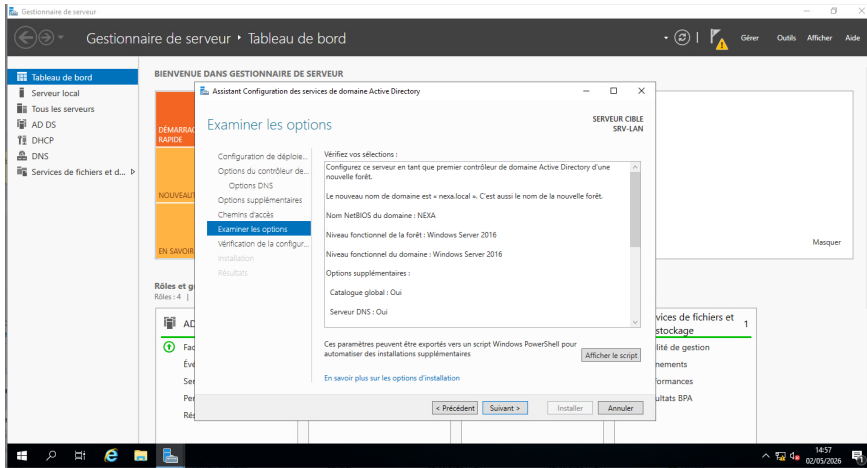 Gestionnaire de serveur
Gestionnaire de serveur • Tableau de bord
Gérer Outils Afficher Aide
Tableau de bord
Serveur local
Tous les serveurs
AD DS
DHCP
DNS
Services de fichiers et d...
BIENVENUE DANS GESTIONNAIRE DE SERVEUR
RAPIDE
EN SAVOIR
Masquer
Rôles et g
Rôles : 4 |
AD
Fac
Évé
Ser
Per
Rés
vices de fichiers et
stockage
1
lité de gestion
nements
ormances
ultats BPA
Assistant Configuration des services de domaine Active Directory
Examiner les options
SERVEUR CIBLE
SRV-LAN
Configuration de déploie...
Options du contrôleur de...
Options DNS
Options supplémentaires
Chemins d'accès
Examiner les options
Vérification de la configur...
Installation
Résultats
Vérifiez vos sélections :
Configurez ce serveur en tant que premier contrôleur de domaine Active Directory d'une
nouvelle forêt.
Le nouveau nom de domaine est « nexa.local ». C'est aussi le nom de la nouvelle forêt.
Nom NetBIOS du domaine : NEXA
Niveau fonctionnel de la forêt : Windows Server 2016
Niveau fonctionnel du domaine : Windows Server 2016
Options supplémentaires :
Catalogue global : Oui
Serveur DNS : Oui
Ces paramètres peuvent être exportés vers un script Windows PowerShell pour
automatiser des installations supplémentaires
Afficher le script
En savoir plus sur les options d'installation
< Précédent Suivant > Installer Annuler
14:57
02/05/2026